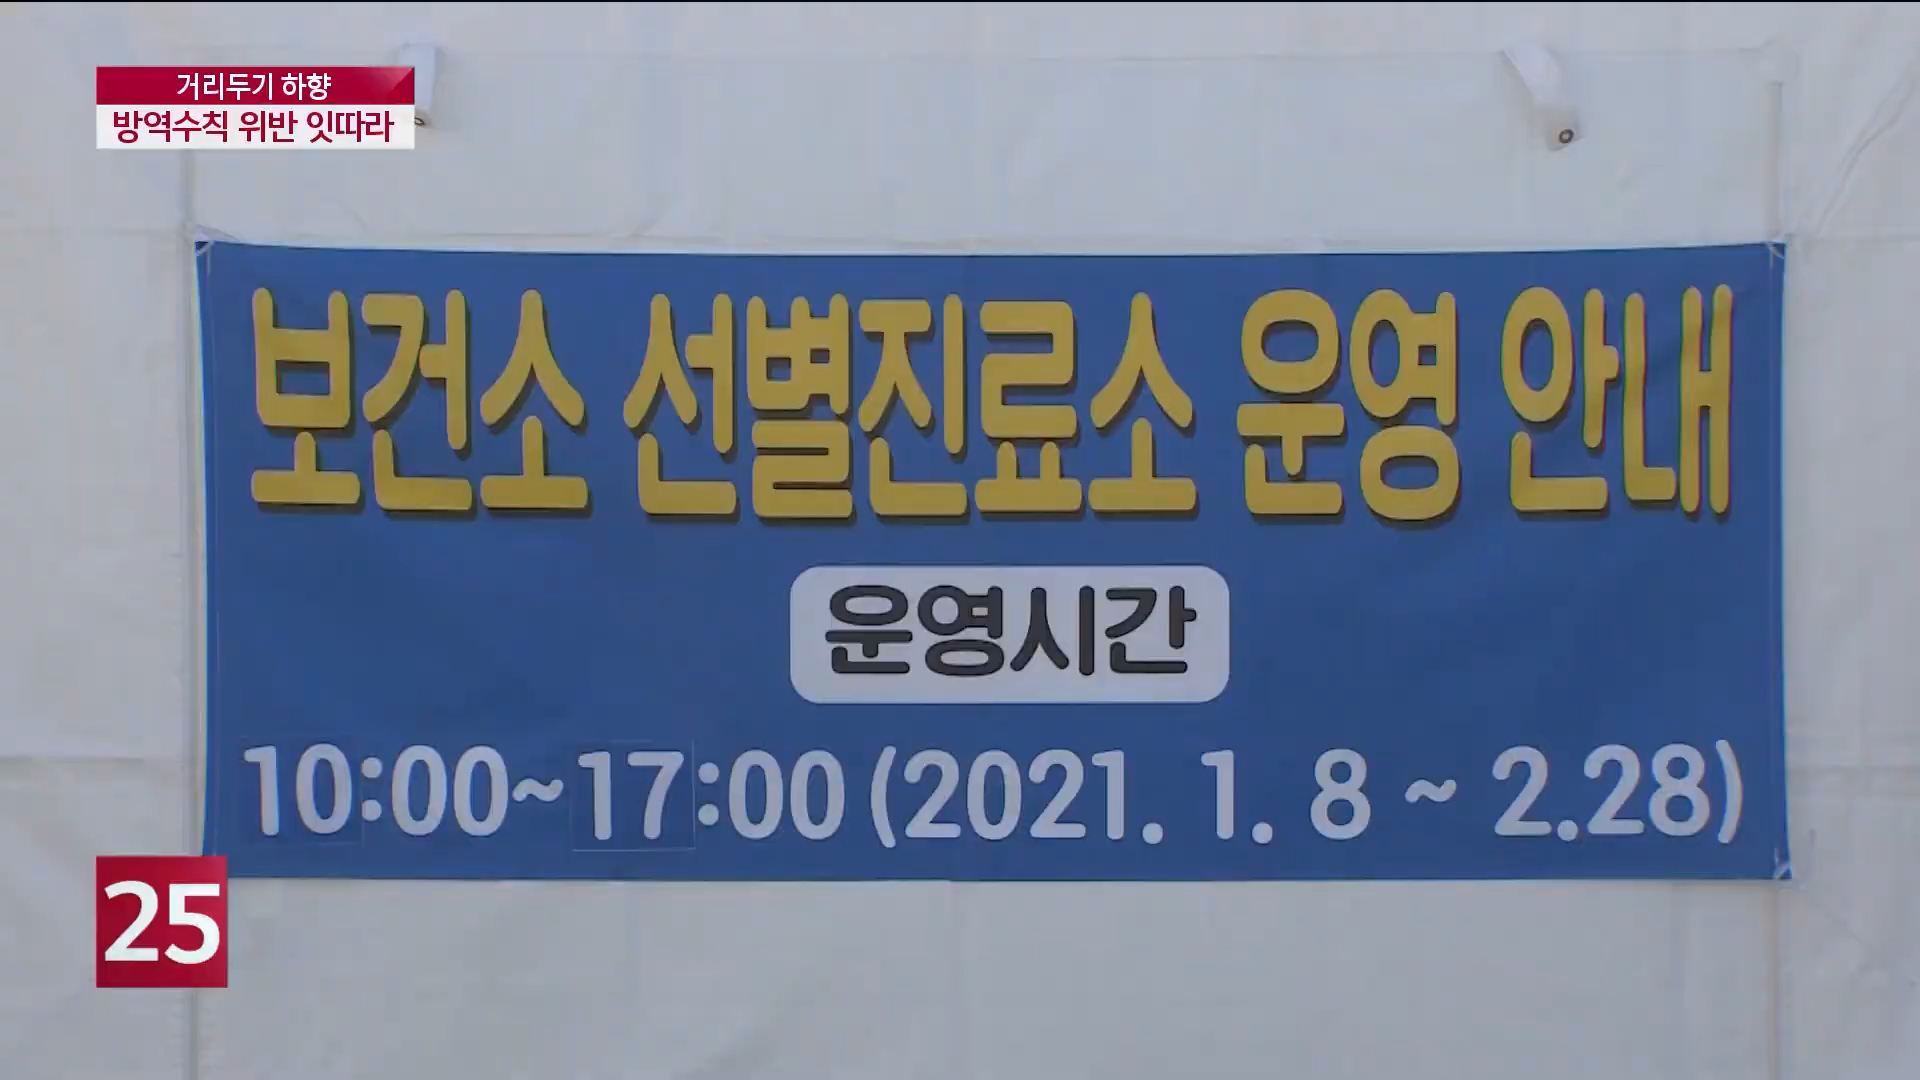 거리두기 하향
방역수칙 위반 잇따라
보건소 선별진료소 운영 안내
운영시간
10:00~17:00 (2021. 1. 8 ~ 2.28)
25